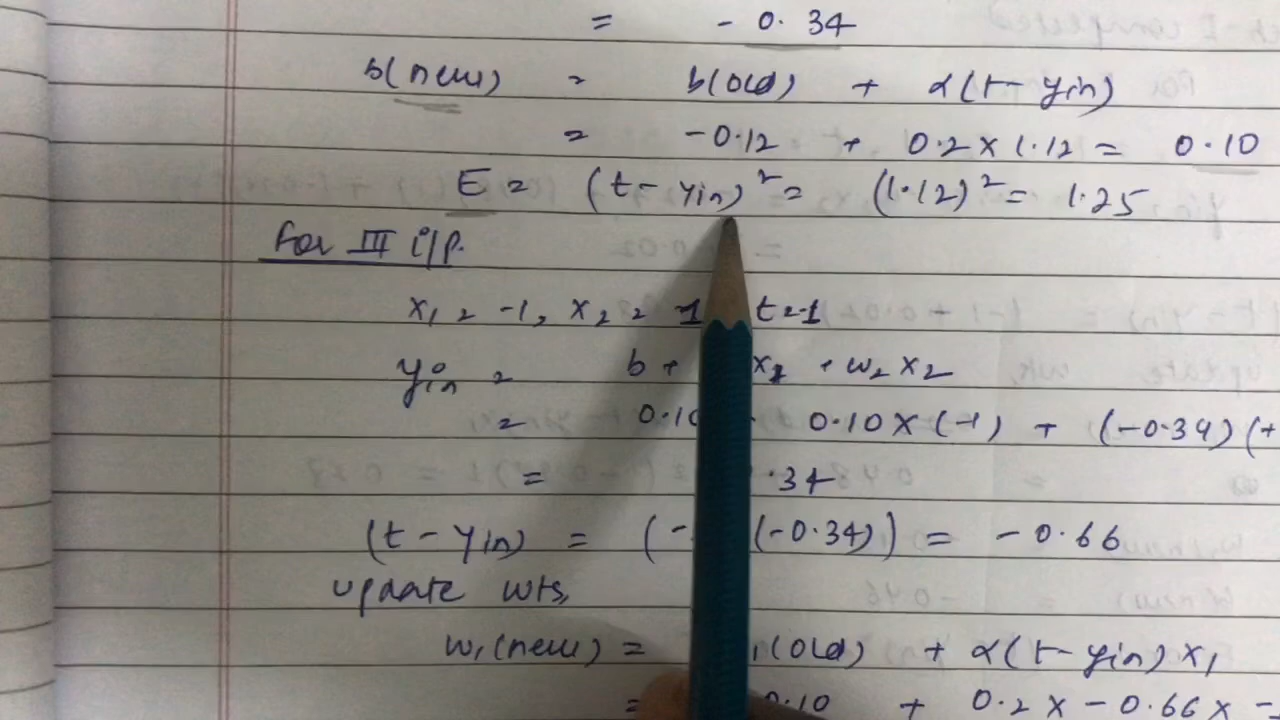 = - 0.34
b(new) = b(old) + α(t - yin)
= -0.12 + 0.2 x 1.12 = 0.10
E = (t - yin)² = (1.12)² = 1.25
For III i/p.
x₁ = -1, x₂ = 1 t=-1
yin = b + x₁ + w₂ x₂
= 0.10 0.10 x (-1) + (-0.34) (+
= .34
(t - yin) = (- (-0.34)) = - 0.66
update wts,
w₁(new) = (old) + α(t - yin) x₁
= 0.10 + 0.2 x - 0.66 x -